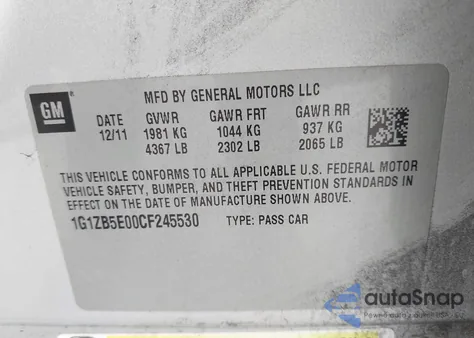 GM
MFD BY GENERAL MOTORS LLC
DATE GVWR GAWR FRT GAWR RR
12/11 1981 KG 1044 KG 937 KG
4367 LB 2302 LB 2065 LB
THIS VEHICLE CONFORMS TO ALL APPLICABLE U.S. FEDERAL MOTOR
VEHICLE SAFETY, BUMPER, AND THEFT PREVENTION STANDARDS IN
EFFECT ON THE DATE OF MANUFACTURE SHOWN ABOVE.
1G1ZB5E00CF245530 TYPE: PASS CAR
autoSnap